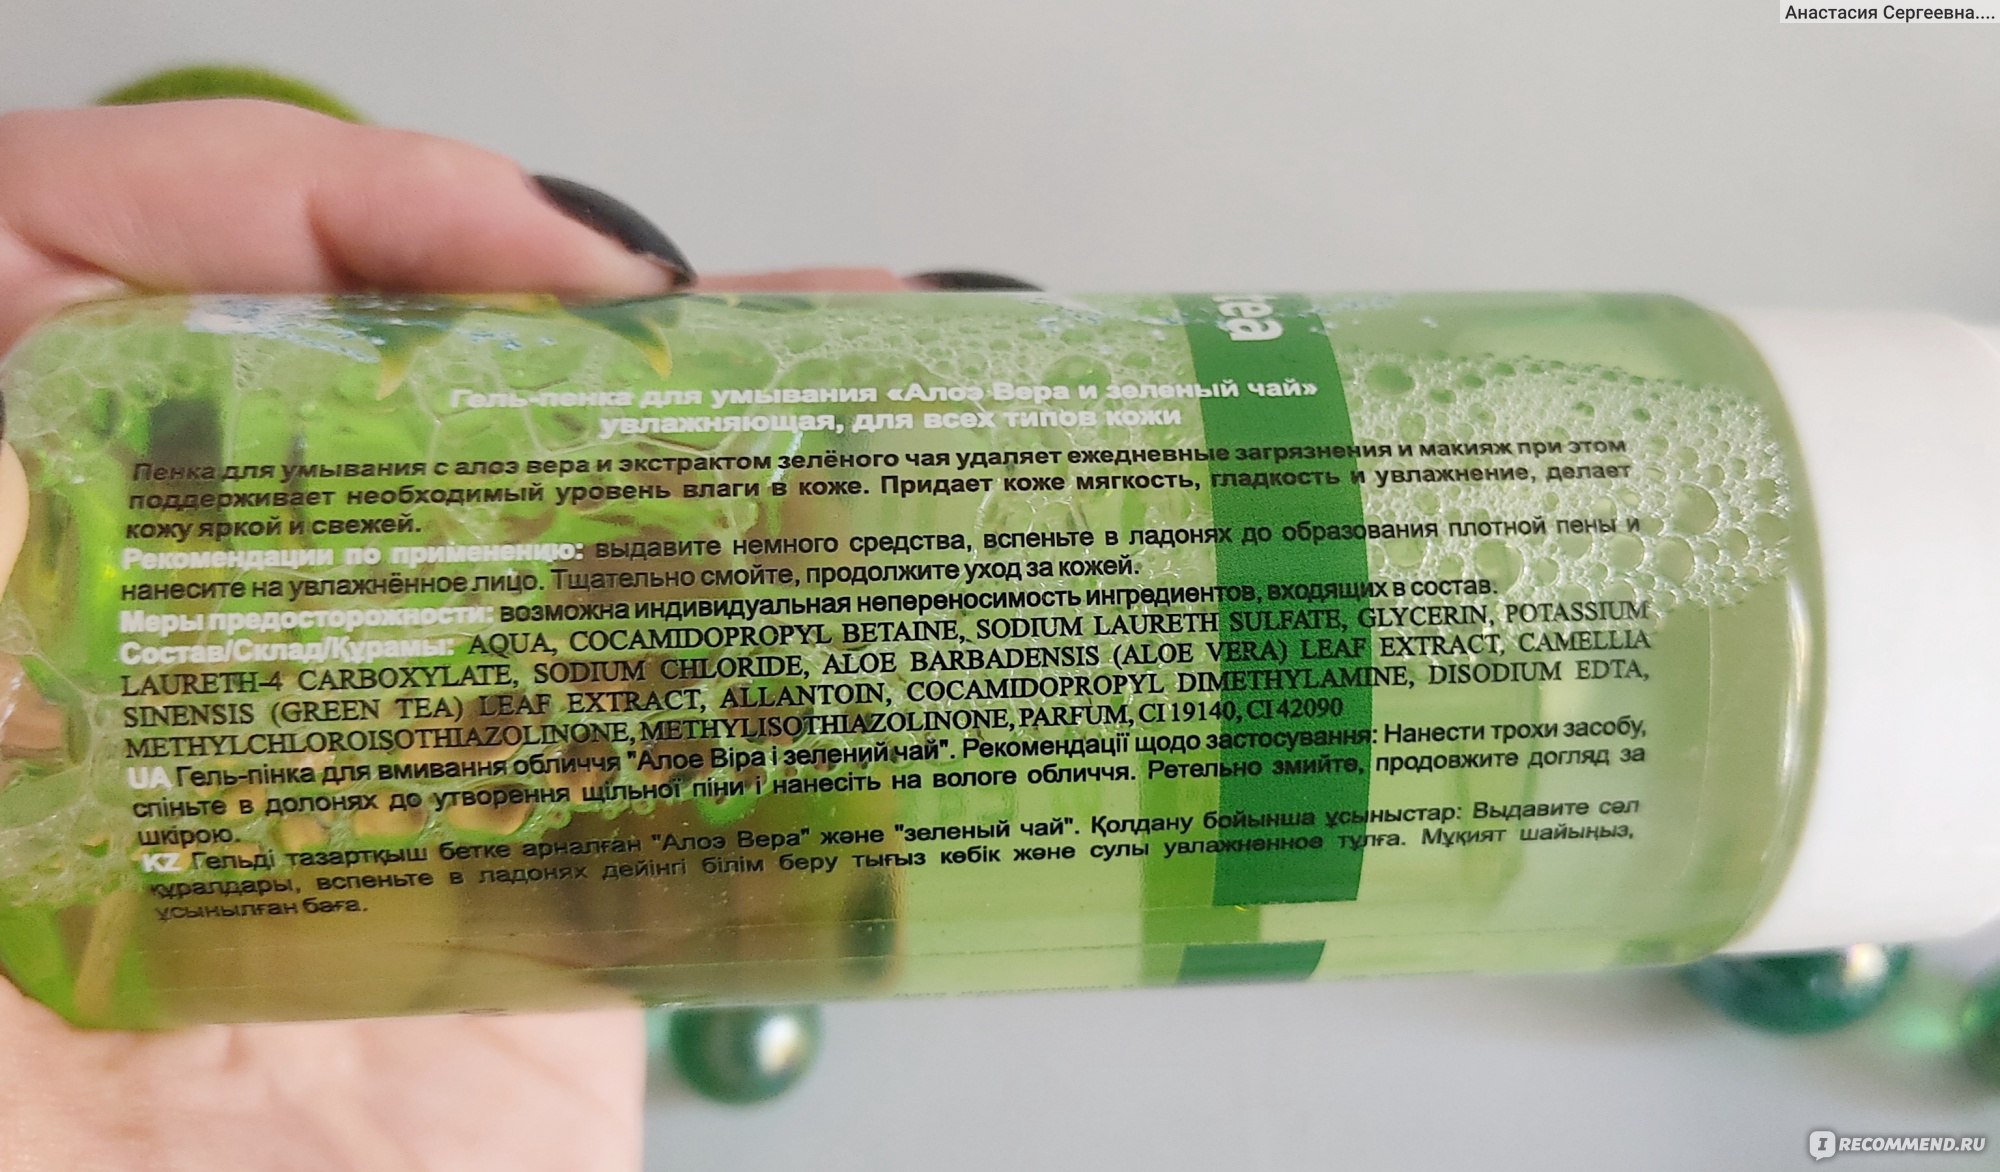 Анастасия Сергеевна....
tea
Гель-пенка для умывания «Алоэ Вера и зеленый чай»
увлажняющая, для всех типов кожи
Пенка для умывания с алоэ вера и экстрактом зелёного чая удаляет ежедневные загрязнения и макияж при этом
поддерживает необходимый уровень влаги в коже. Придает коже мягкость, гладкость и увлажнение, делает
кожу яркой и свежей.
Рекомендации по применению: выдавите немного средства, вспеньте в ладонях до образования плотной пены и
нанесите на увлажнённое лицо. Тщательно смойте, продолжите уход за кожей.
Меры предосторожности: возможна индивидуальная непереносимость ингредиентов, входящих в состав.
Состав/Склад/Құрамы: AQUA, COCAMIDOPROPYL BETAINE, SODIUM LAURETH SULFATE, GLYCERIN, POTASSIUM
LAURETH-4 CARBOXYLATE, SODIUM CHLORIDE, ALOE BARBADENSIS (ALOE VERA) LEAF EXTRACT, CAMELLIA
SINENSIS (GREEN TEA) LEAF EXTRACT, ALLANTOIN, COCAMIDOPROPYL DIMETHYLAMINE, DISODIUM EDTA,
METHYLCHLOROISOTHIAZOLINONE, METHYLISOTHIAZOLINONE, PARFUM, CI 19140, CI 42090
UA Гель-пінка для вмивання обличчя "Алое Віра і зелений чай". Рекомендації щодо застосування: Нанести трохи засобу,
спіньте в долонях до утворення щільної піни і нанесіть на вологе обличчя. Ретельно змийте, продовжите догляд за
шкірою.
KZ Гельді тазартқыш бетке арналған "Алоэ Вера" және "зеленый чай". Қолдану бойынша ұсыныстар: Выдавите сәл
құралдары, вспеньте в ладонях дейінгі білім беру тығыз көбік және сулы увлажненное тұлға. Мұқият шайыңыз,
ұсынылған баға.
IRECOMMEND.RU